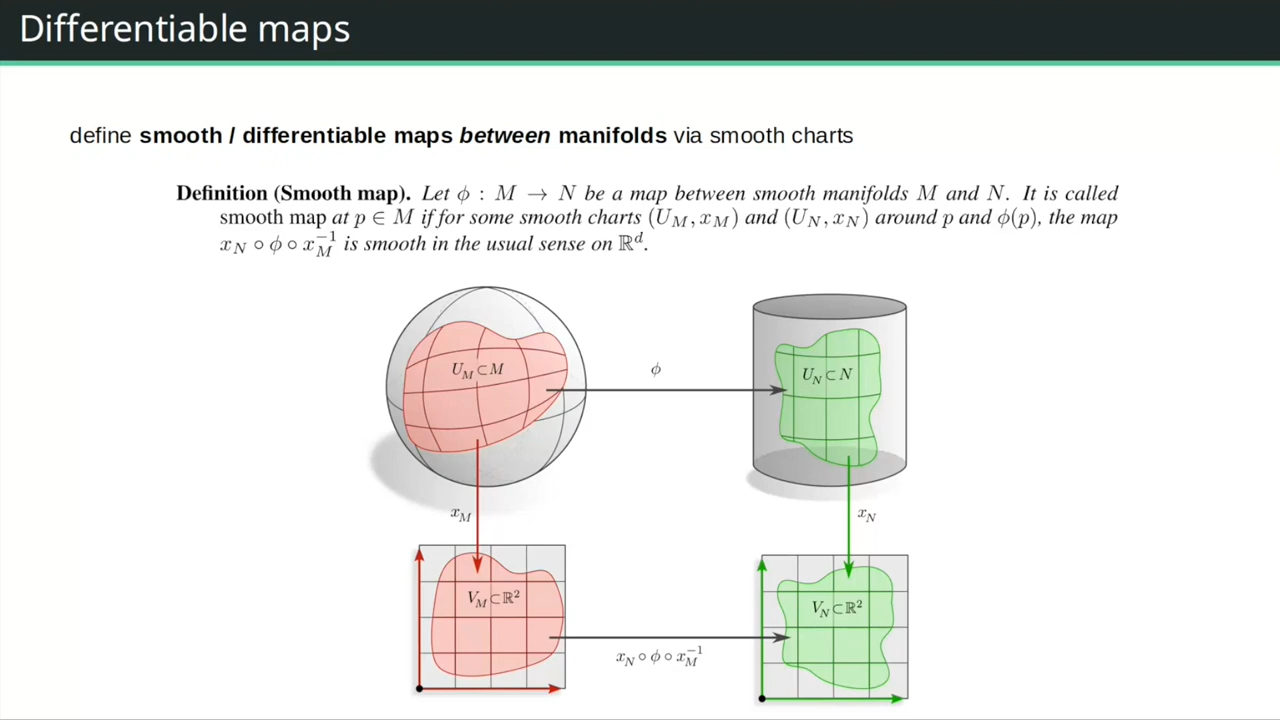 Differentiable maps
define smooth / differentiable maps between manifolds via smooth charts
Definition (Smooth map). Let ϕ : M → N be a map between smooth manifolds M and N. It is called
smooth map at p ∈ M if for some smooth charts (U_M, x_M) and (U_N, x_N) around p and ϕ(p), the map
x_N ∘ ϕ ∘ x_M^{-1} is smooth in the usual sense on ℝ^d.
U_M ⊂ M
ϕ
U_N ⊂ N
x_M
x_N
V_M ⊂ ℝ²
V_N ⊂ ℝ²
x_N ∘ ϕ ∘ x_M^{-1}